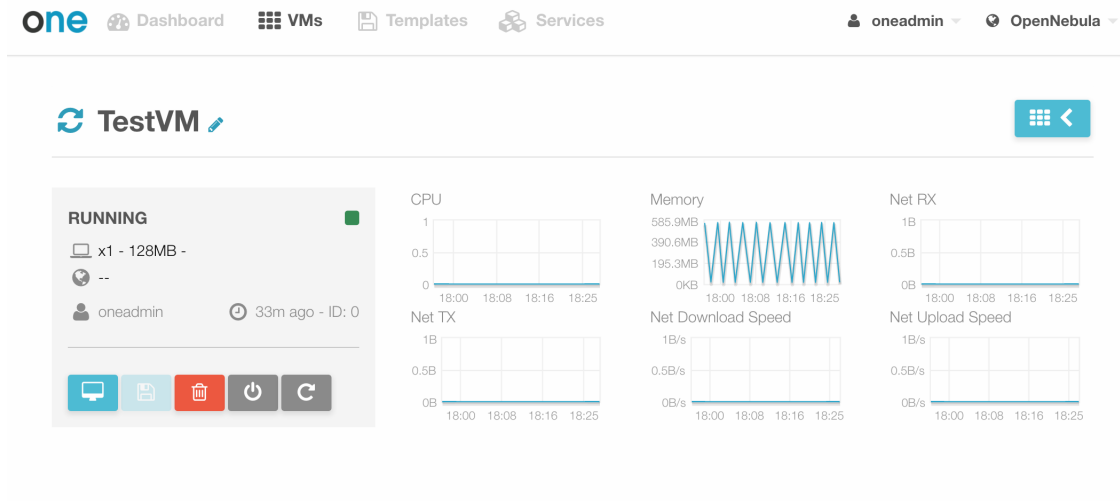 one Dashboard VMs Templates Services oneadmin OpenNebula
TestVM
RUNNING
x1 - 128MB -
--
oneadmin 33m ago - ID: 0
CPU
1
0.5
0
18:00 18:08 18:16 18:25
Memory
585.9MB
390.6MB
195.3MB
0KB
18:00 18:08 18:16 18:25
Net RX
1B
0.5B
0B
18:00 18:08 18:16 18:25
Net TX
1B
0.5B
0B
18:00 18:08 18:16 18:25
Net Download Speed
1B/s
0.5B/s
0B/s
18:00 18:08 18:16 18:25
Net Upload Speed
1B/s
0.5B/s
0B/s
18:00 18:08 18:16 18:25